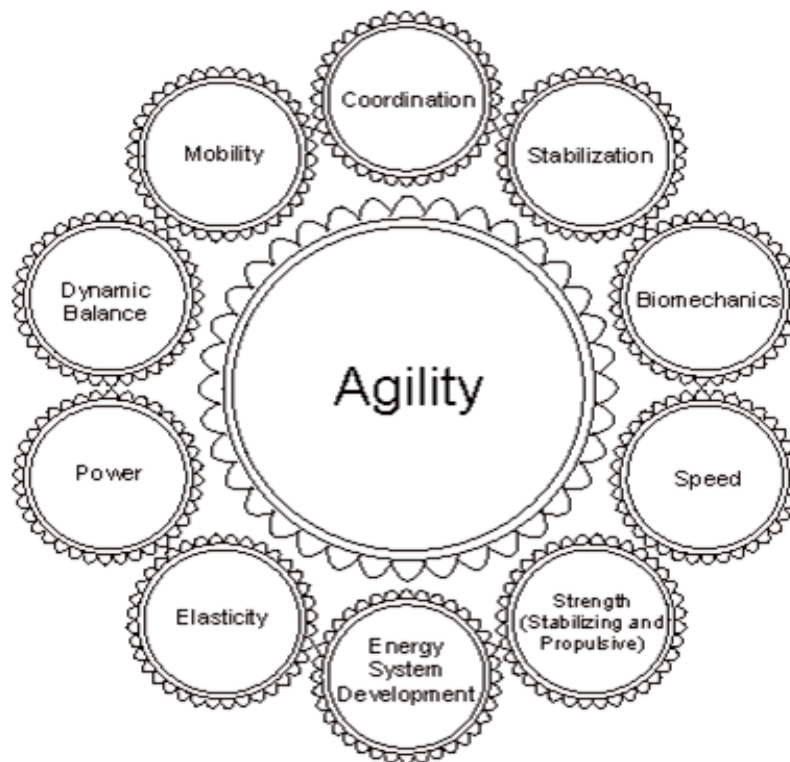 Coordination
Mobility
Stabilization
Dynamic
Balance
Biomechanics
Agility
Power
Speed
Elasticity
Strength
(Stabilizing and
Propulsive)
Energy
System
Development